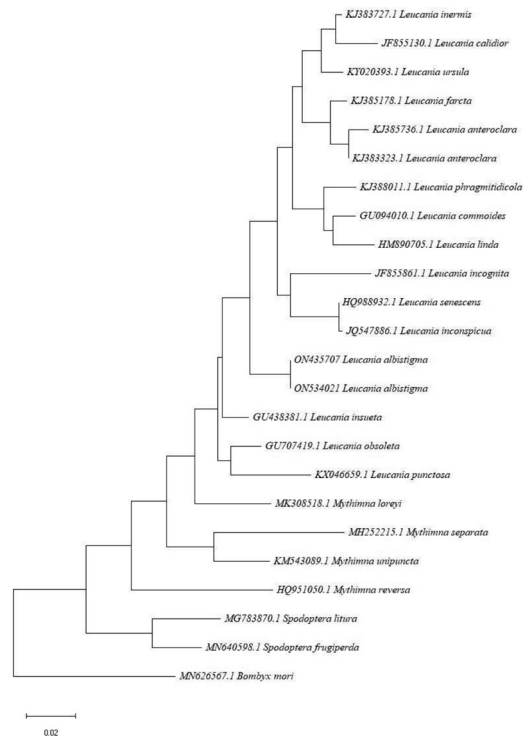 KJ383727.1 Leucania inermis
JF855130.1 Leucania calidior
KY020393.1 Leucania ursula
KJ385178.1 Leucania farcta
KJ385736.1 Leucania anteroclara
KJ383323.1 Leucania anteroclara
KJ388011.1 Leucania phragmitidicola
GU094010.1 Leucania commoides
HM890705.1 Leucania linda
JF855861.1 Leucania incognita
HQ988932.1 Leucania senescens
JQ547886.1 Leucania inconspicua
ON435707 Leucania albistigma
ON534021 Leucania albistigma
GU438381.1 Leucania insueta
GU707419.1 Leucania obsoleta
KX046659.1 Leucania punctosa
MK308518.1 Mythimna loreyi
MH252215.1 Mythimna separata
KM543089.1 Mythimna unipuncta
HQ951050.1 Mythimna reversa
MG783870.1 Spodoptera litura
MN640598.1 Spodoptera frugiperda
MN626567.1 Bombyx mori
0.02